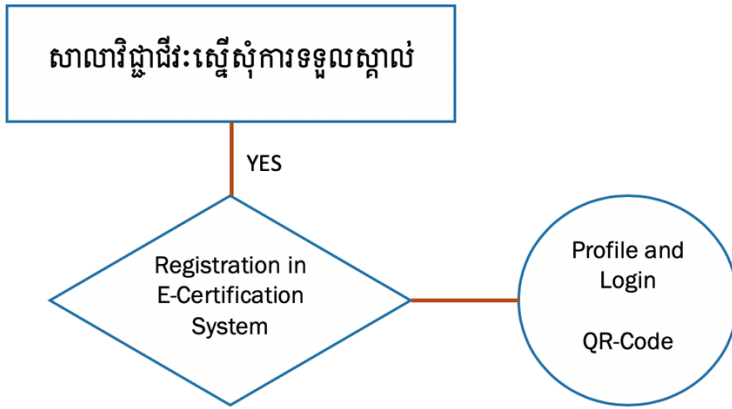 សាលាវិជ្ជាជីវៈស្នើសុំការទទួលស្គាល់
YES
Registration in
E-Certification
System
Profile and
Login
QR-Code